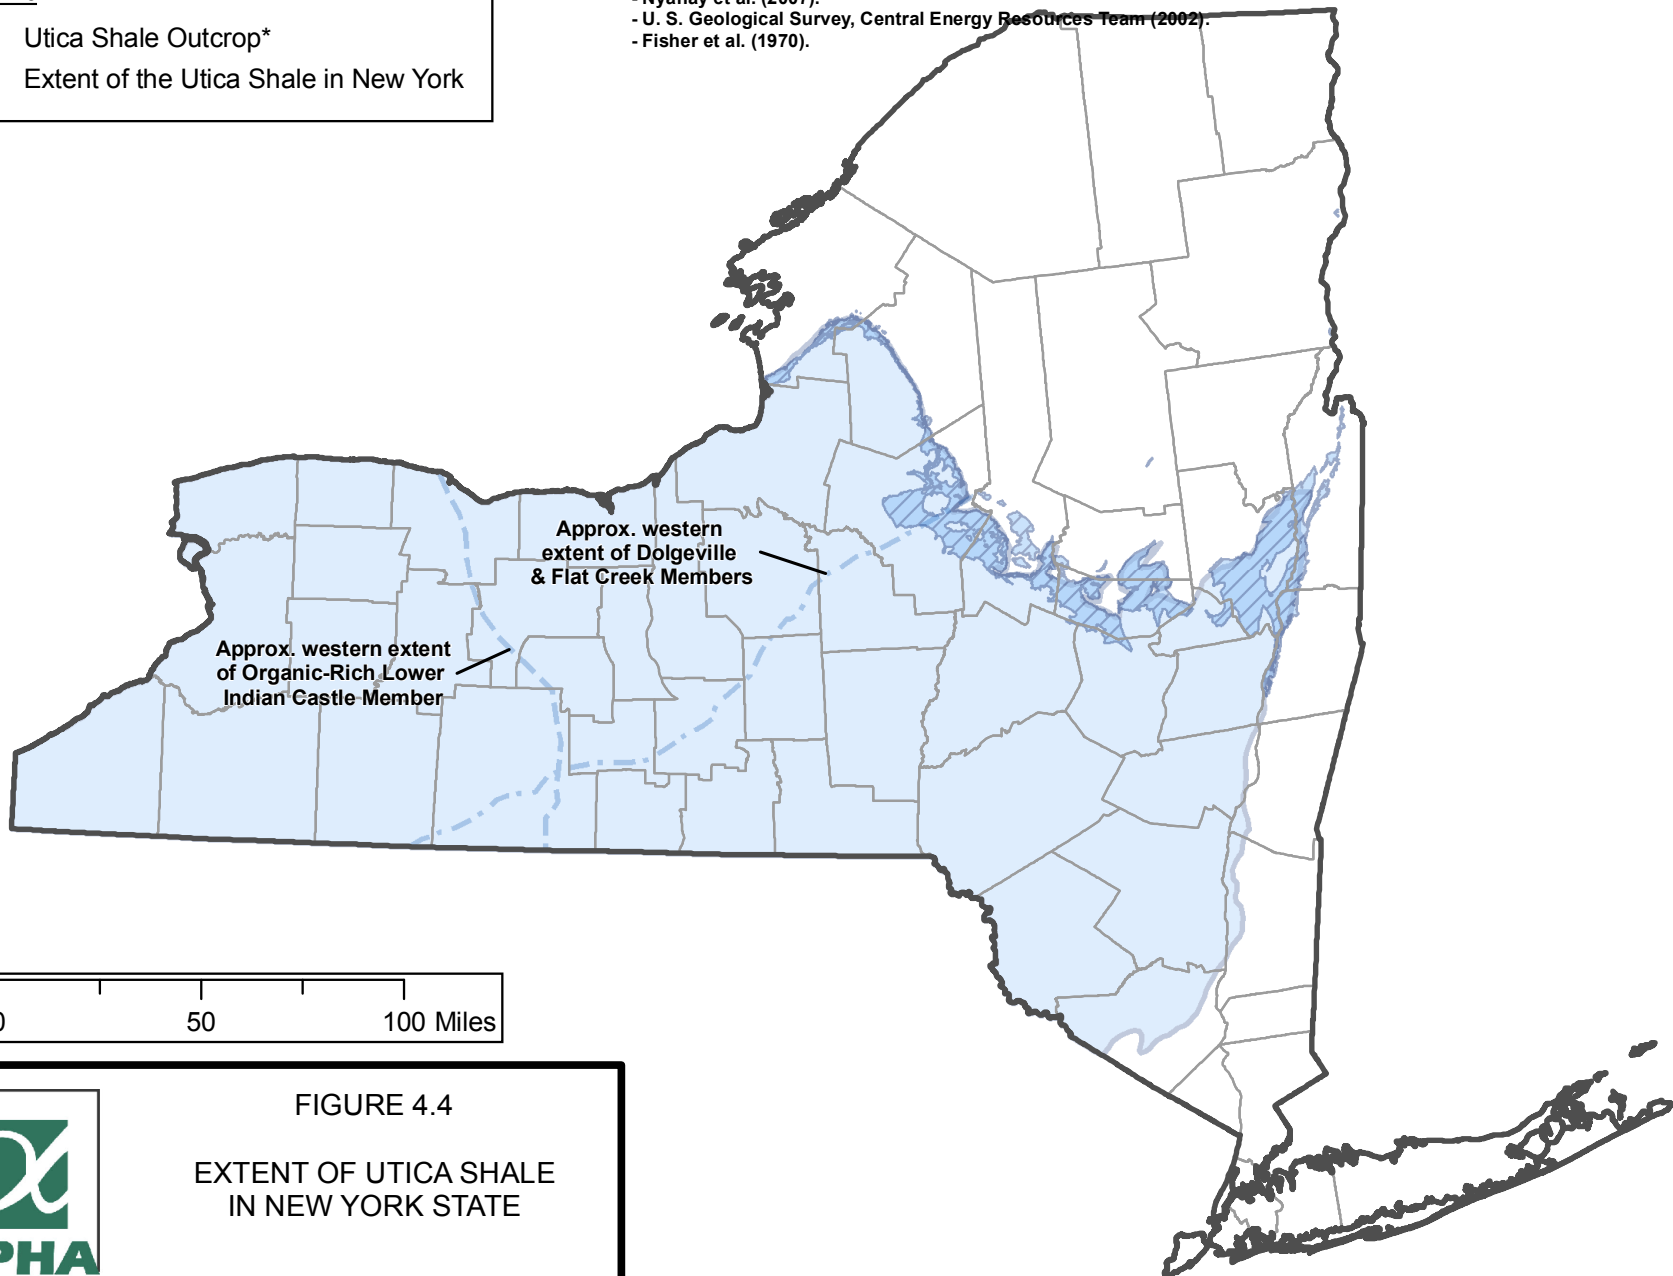 - U. S. Geological Survey, Central Energy Resources Team (2002).
- Fisher et al. (1970).
Utica Shale Outcrop*
Extent of the Utica Shale in New York
Approx. western
extent of Dolgeville
& Flat Creek Members
Approx. western extent
of Organic-Rich Lower
Indian Castle Member
0 50 100 Miles
FIGURE 4.4
EXTENT OF UTICA SHALE
IN NEW YORK STATE
PHA